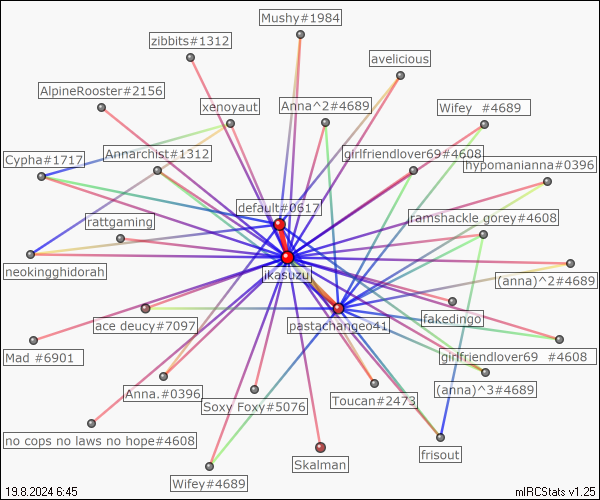 Mushy#1984
zibbits#1312
avelicious
AlpineRooster#2156
xenoyaut
Anna^2#4689
Wifey #4689
Cypha#1717
Annarchist#1312
girlfriendlover69#4608
hypomanianna#0396
default#0617
ramshackle gorey#4608
rattgaming
neokingghidorah
jkasuzu
(anna)^2#4689
ace deucy#7097
pastachangeo41
fakedingo
Mad #6901
girlfriendlover69 #4608
Anna.#0396
Toucan#2473
(anna)^3#4689
Soxy Foxy#5076
no cops no laws no hope#4608
frisout
Skalman
Wifey#4689
19.8.2024 6:45
mIRCStats v1.25